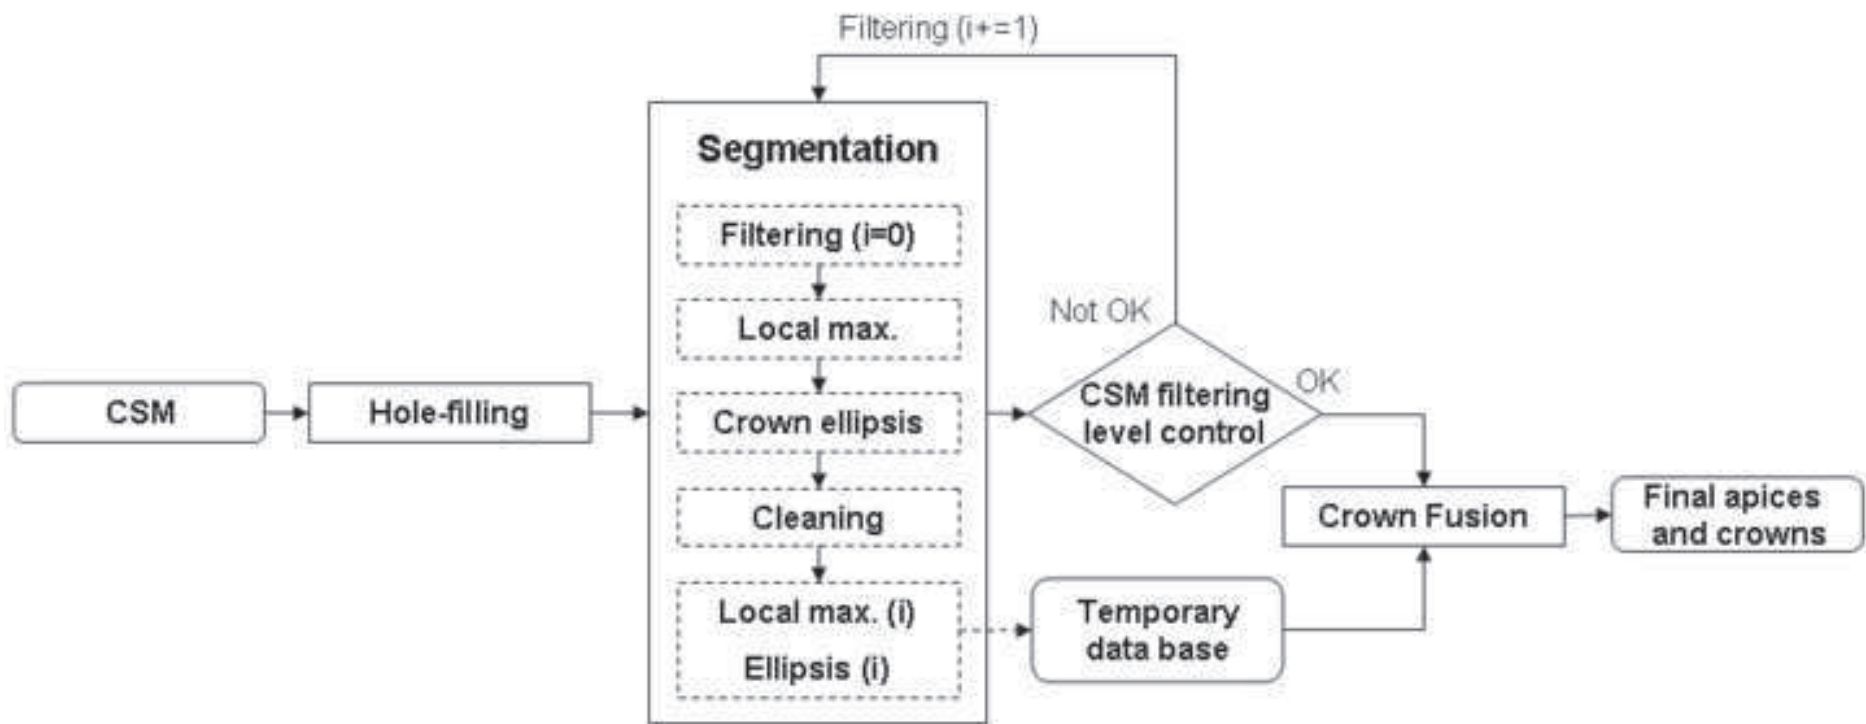 Filtering (i+=1)
Segmentation
Filtering (i=0)
Local max.
Crown ellipsis
Cleaning
Local max. (i)
Ellipsis (i)
CSM
Hole-filling
Not OK
OK
CSM filtering
level control
Crown Fusion
Final apices
and crowns
Temporary
data base